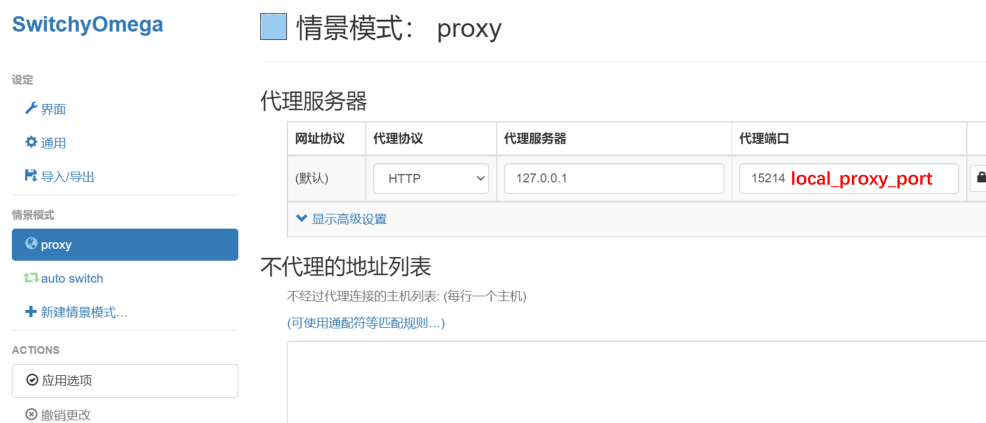 SwitchyOmega
设定
界面
通用
导入/导出
情景模式
proxy
auto switch
新建情景模式…
ACTIONS
应用选项
撤销更改
情景模式： proxy
代理服务器
网址协议 代理协议 代理服务器 代理端口
(默认) HTTP 127.0.0.1 15214 local_proxy_port
显示高级设置
不代理的地址列表
不经过代理连接的主机列表: (每行一个主机)
(可使用通配符等匹配规则…)